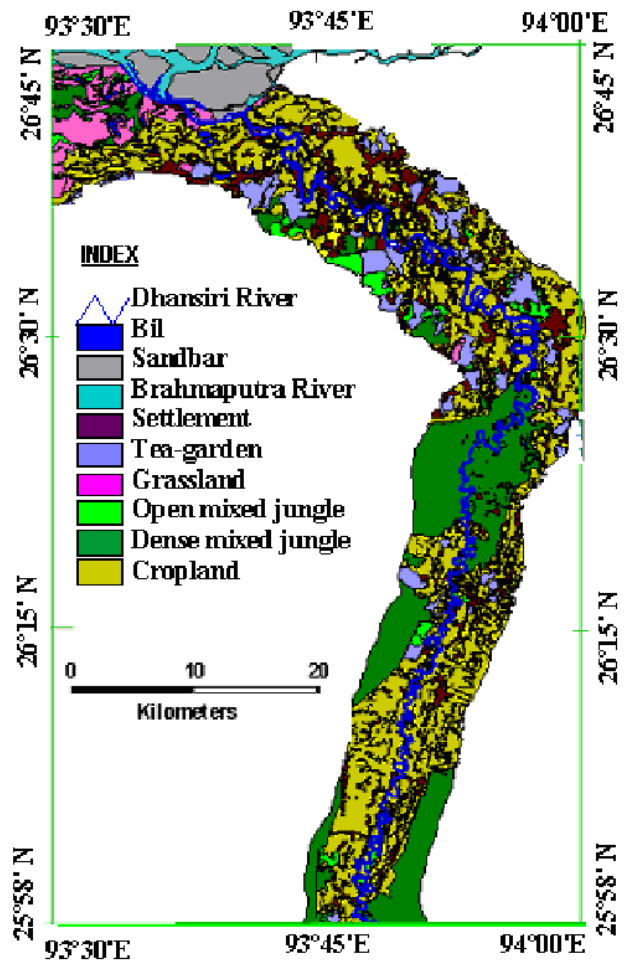 93°30'E 93°45'E 94°00'E
26°45' N 26°45' N
INDEX
Dhansiri River
Bil
26°30' N 26°30' N
Sandbar
Brahmaputra River
Settlement
Tea-garden
Grassland
Open mixed jungle
Dense mixed jungle
Cropland
26°15' N 26°15' N
0 10 20
Kilometers
25°58' N 25°58' N
93°30'E 93°45'E 94°00'E